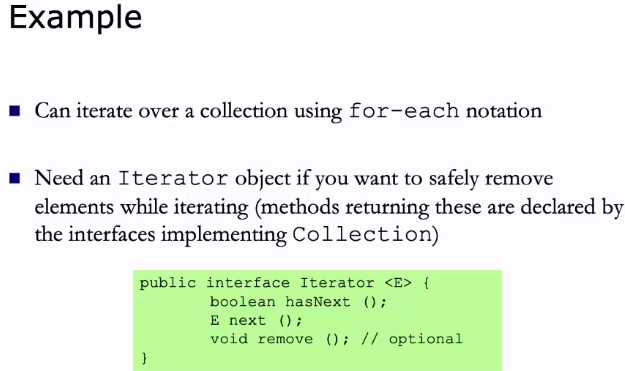 Example
Can iterate over a collection using for-each notation
Need an Iterator object if you want to safely remove
elements while iterating (methods returning these are declared by
the interfaces implementing Collection)
public interface Iterator <E> {
boolean hasNext ();
E next ();
void remove (); // optional
}